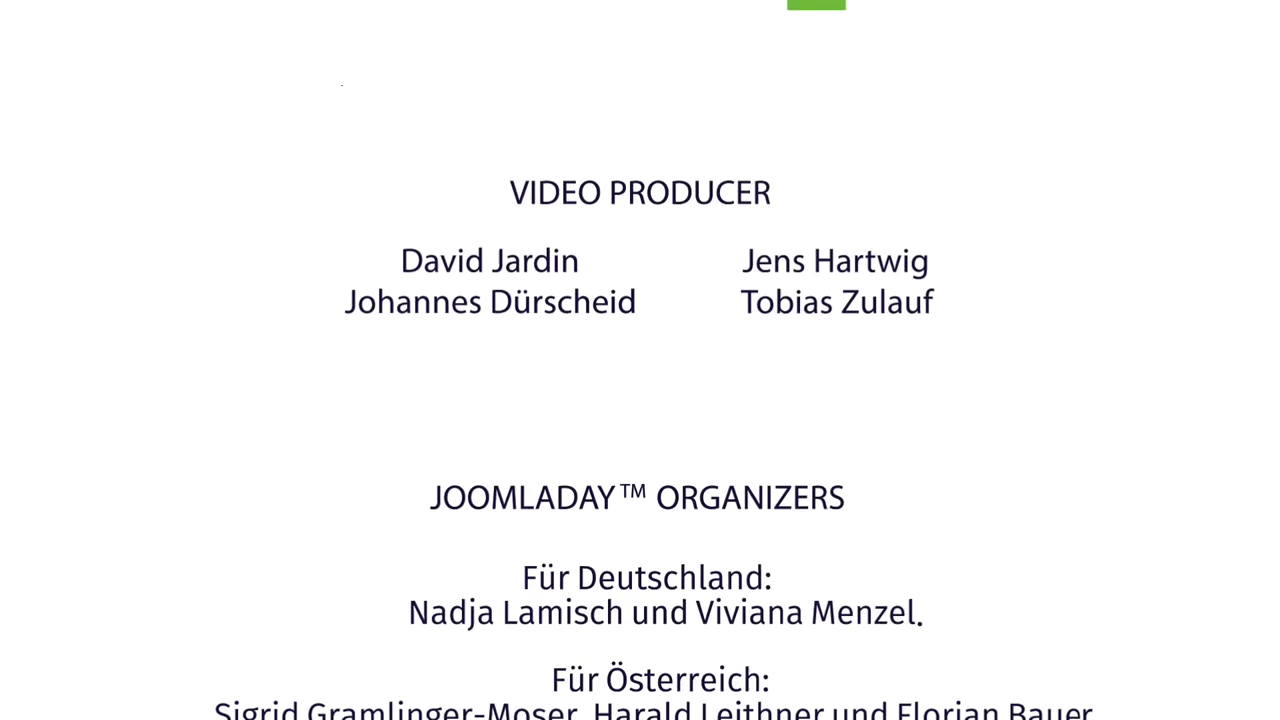 VIDEO PRODUCER
David Jardin Jens Hartwig
Johannes Dürscheid Tobias Zulauf
JOOMLADAY™ ORGANIZERS
Für Deutschland:
Nadja Lamisch und Viviana Menzel.
Für Österreich:
Sigrid Gramlinger-Moser, Harald Leithner und Florian Bauer